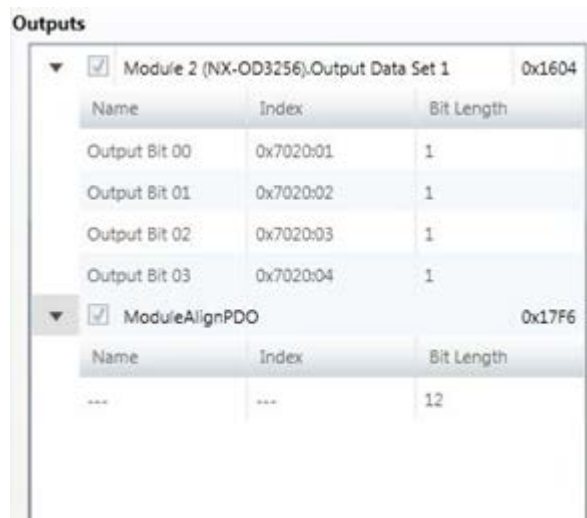 Outputs
Module 2 (NX-OD3256).Output Data Set 1 0x1604
Name Index Bit Length
Output Bit 00 0x7020:01 1
Output Bit 01 0x7020:02 1
Output Bit 02 0x7020:03 1
Output Bit 03 0x7020:04 1
ModuleAlignPDO 0x17F6
Name Index Bit Length
--- --- 12